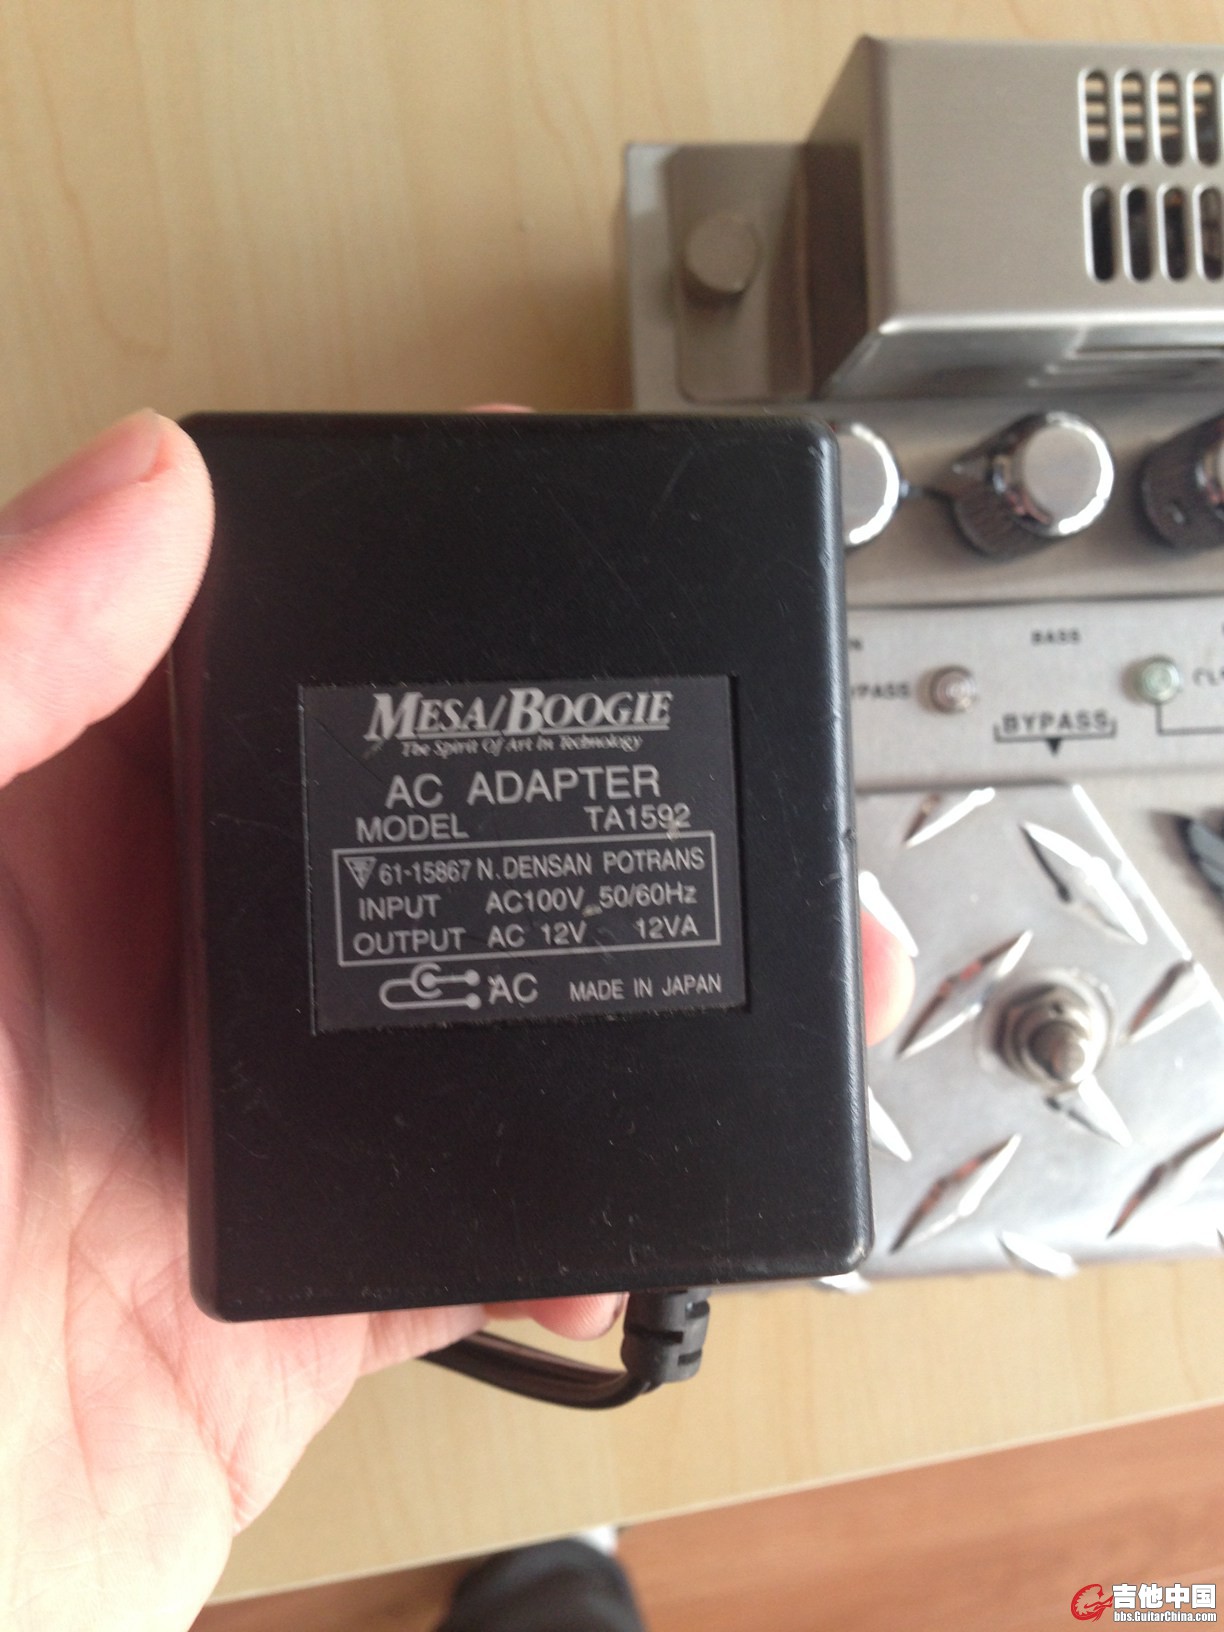 BASS
BYPASS
MESA/BOOGIE
The Spirit Of Art In Technology
AC ADAPTER
MODEL TA1592
61-15867 N.DENSAN POTRANS
INPUT AC100V 50/60Hz
OUTPUT AC 12V 12VA
AC MADE IN JAPAN
吉他中国
bbs.GuitarChina.com